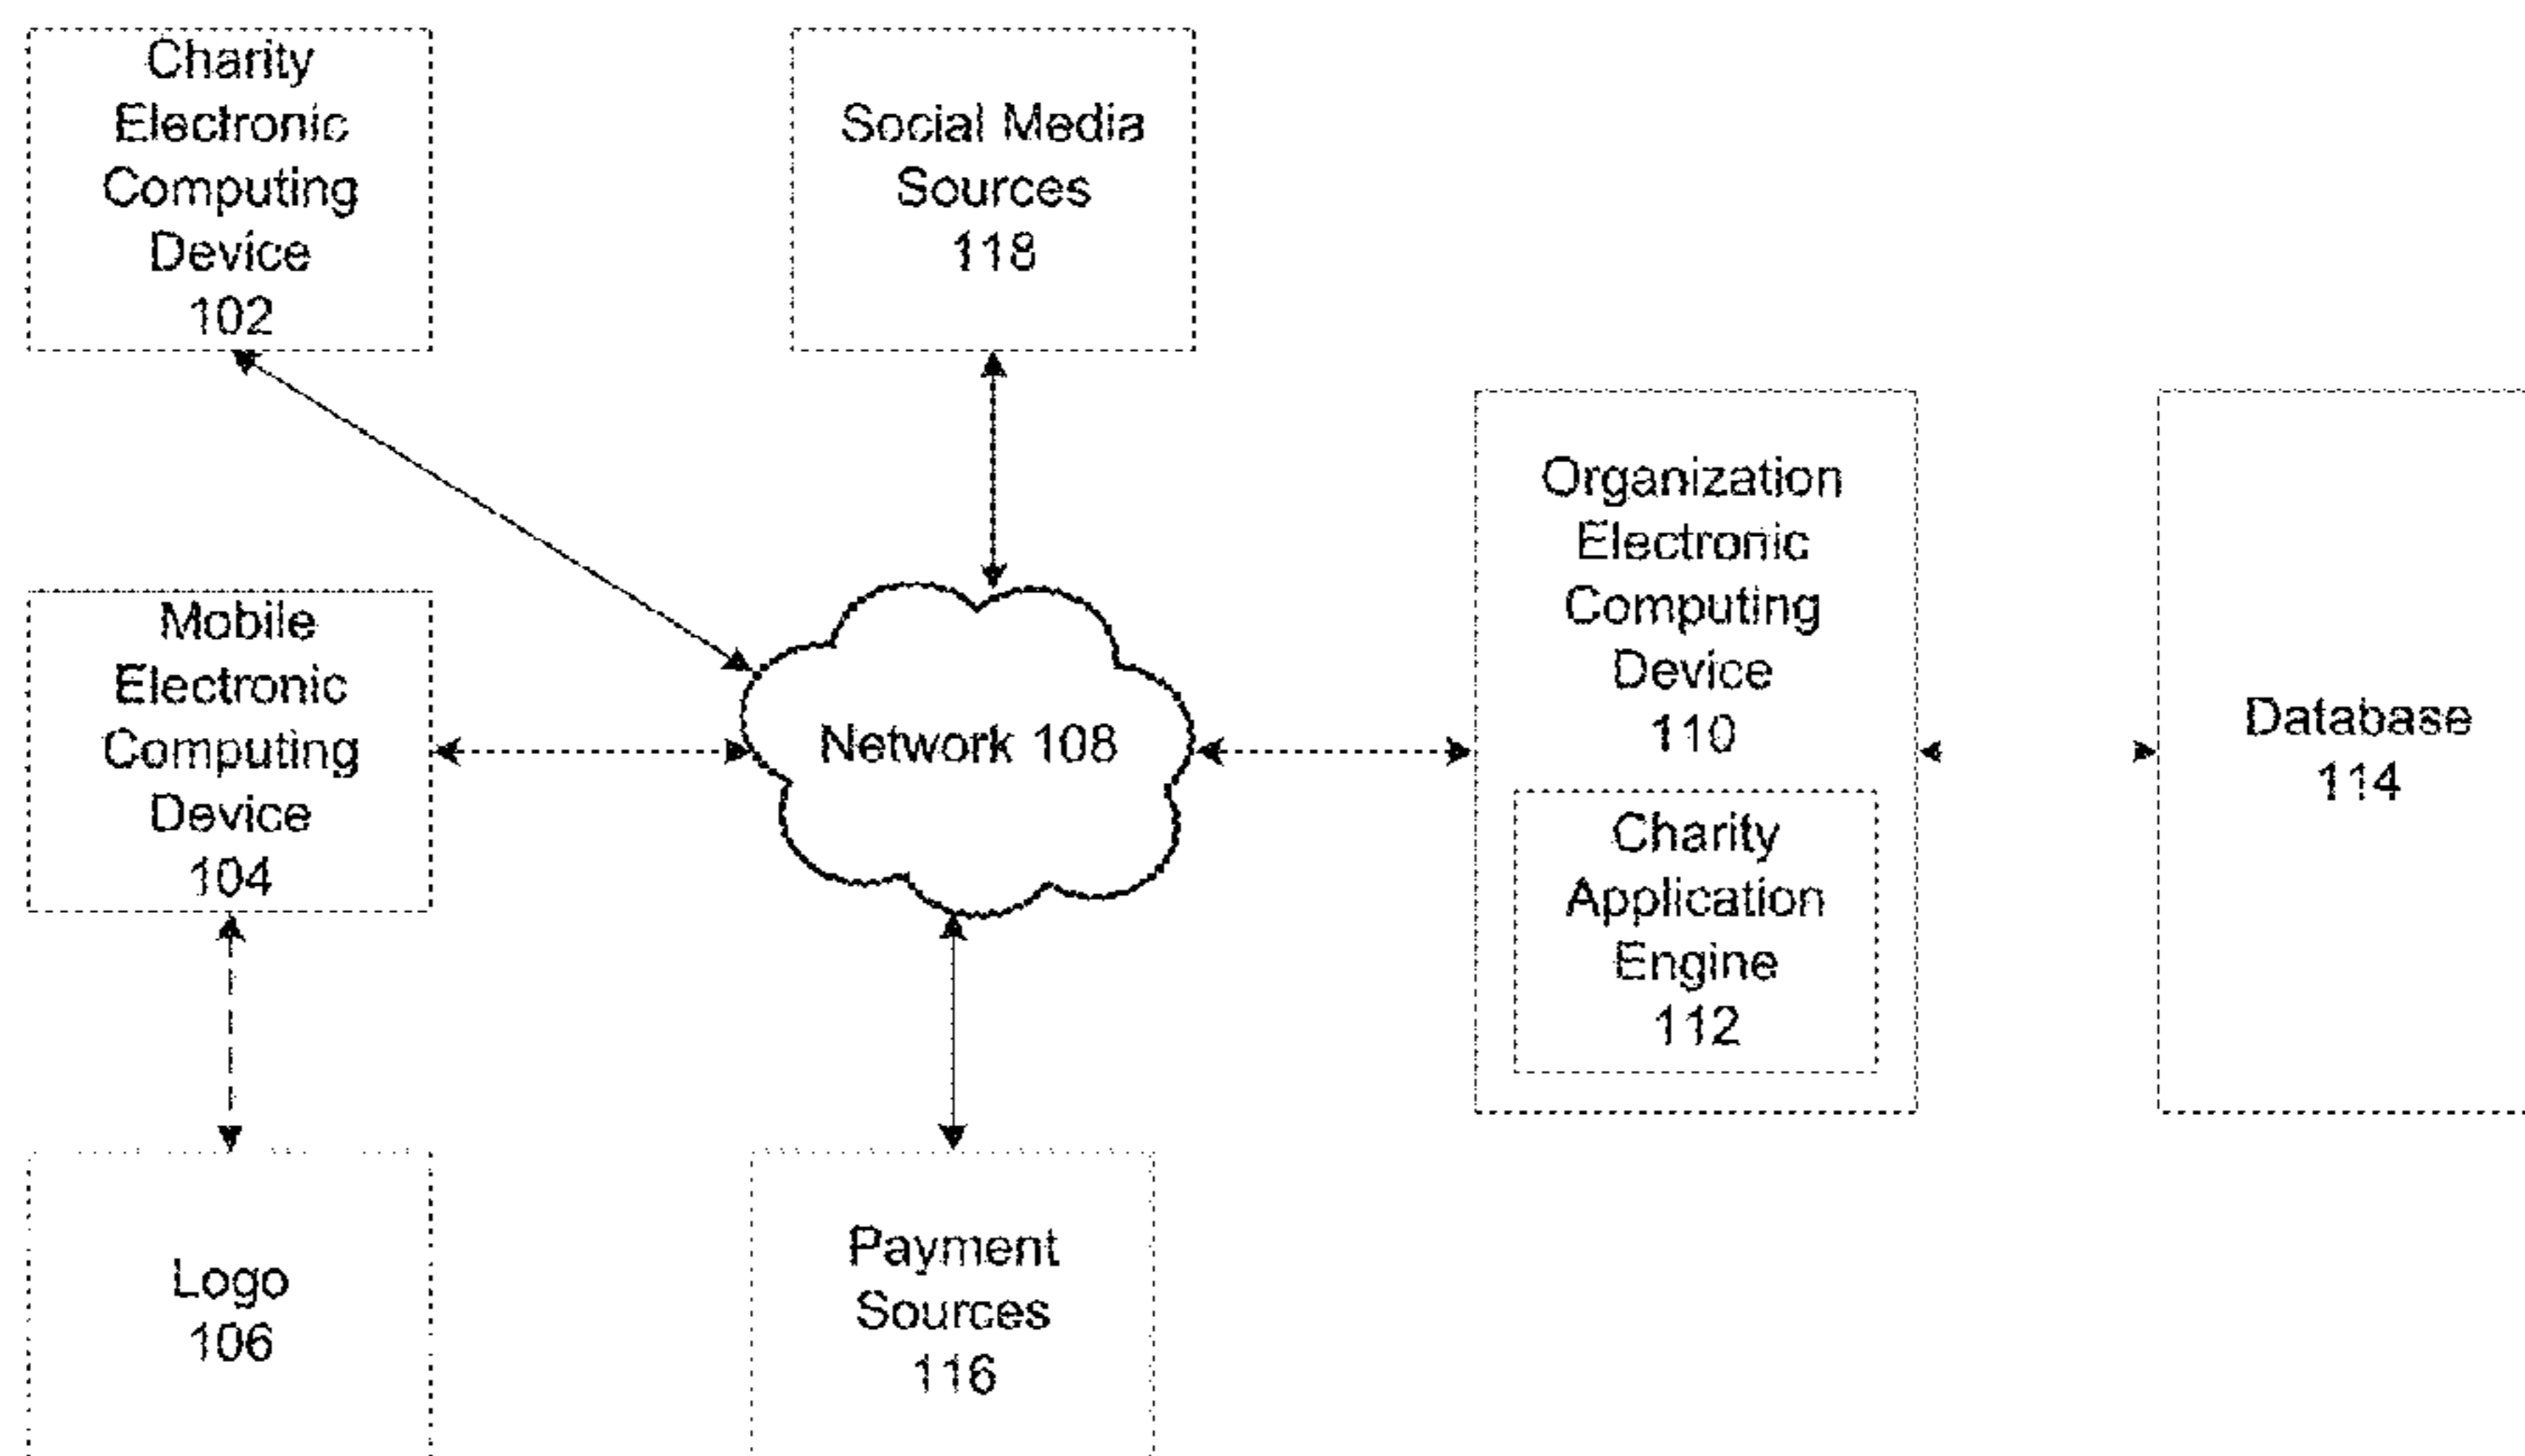 Charity
Electronic
Computing
Device
102
Social Media
Sources
118
Mobile
Electronic
Computing
Device
104
Network 108
Organization
Electronic
Computing
Device
110
Charity
Application
Engine
112
Database
114
Logo
106
Payment
Sources
116